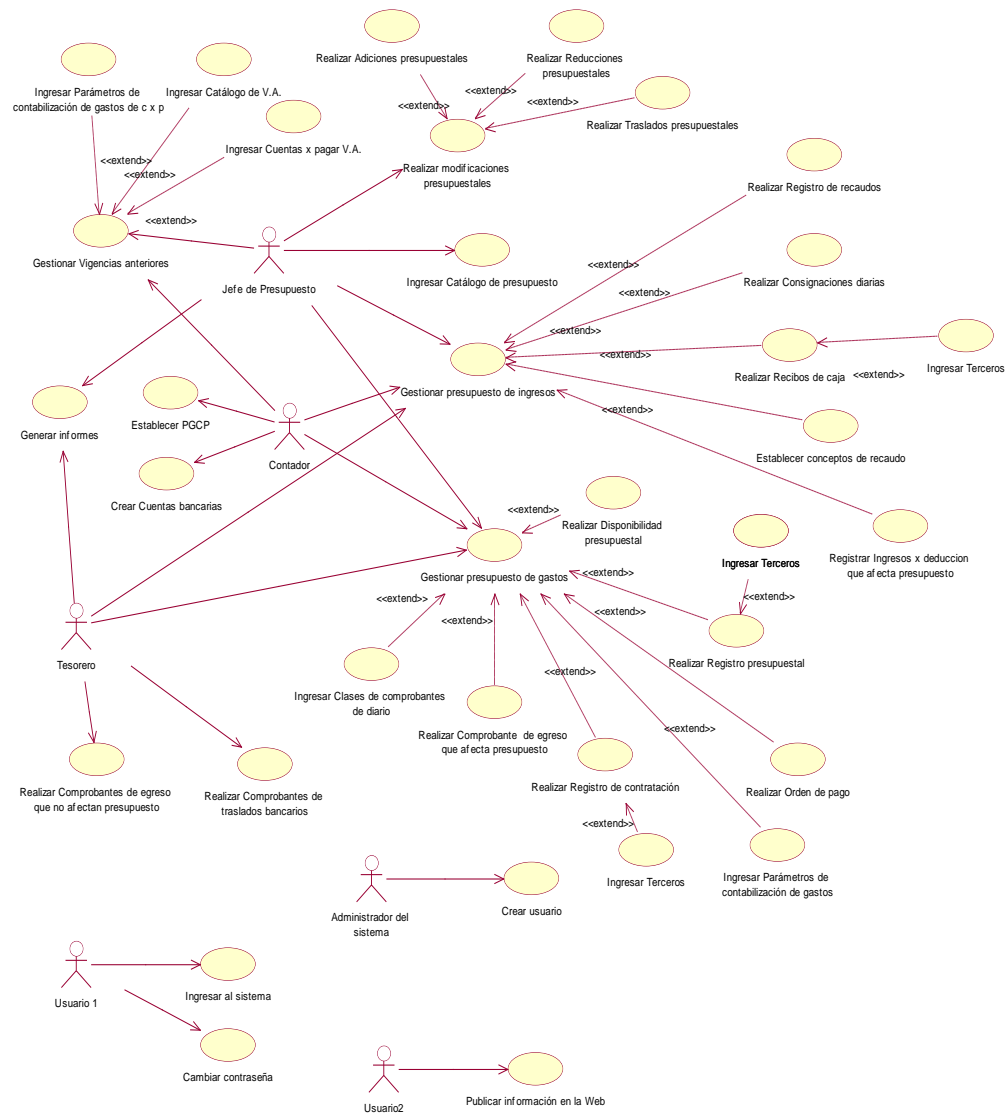 Realizar Adiciones presupuestales
Realizar Reducciones
presupuestales
Ingresar Parámetros de
contabilización de gastos de c x p
Ingresar Catálogo de V.A.
<<extend>>
<<extend>>
<<extend>>
Realizar Traslados presupuestales
Ingresar Cuentas x pagar V.A.
<<extend>>
<<extend>>
Realizar modificaciones
presupuestales
Realizar Registro de recaudos
<<extend>>
Gestionar Vigencias anteriores
<<extend>>
Ingresar Catálogo de presupuesto
Realizar Consignaciones diarias
Jefe de Presupuesto
<<extend>>
<<extend>>
Realizar Recibos de caja
<<extend>>
Ingresar Terceros
Gestionar presupuesto de ingresos
<<extend>>
Establecer PGCP
Generar informes
Contador
Establecer conceptos de recaudo
Crear Cuentas bancarias
<<extend>>
Realizar Disponibilidad
presupuestal
Registrar Ingresos x deduccion
que afecta presupuesto
Ingresar Terceros
Gestionar presupuesto de gastos
<<extend>>
<<extend>>
<<extend>>
<<extend>>
Tesorero
Realizar Registro presupuestal
<<extend>>
Ingresar Clases de comprobantes
de diario
Realizar Comprobante de egreso
que afecta presupuesto
<<extend>>
Realizar Comprobantes de egreso
que no afectan presupuesto
Realizar Comprobantes de
traslados bancarios
Realizar Registro de contratación
Realizar Orden de pago
<<extend>>
Ingresar Terceros
Ingresar Parámetros de
contabilización de gastos
Administrador del
sistema
Crear usuario
Usuario 1
Ingresar al sistema
Cambiar contraseña
Usuario2
Publicar información en la Web